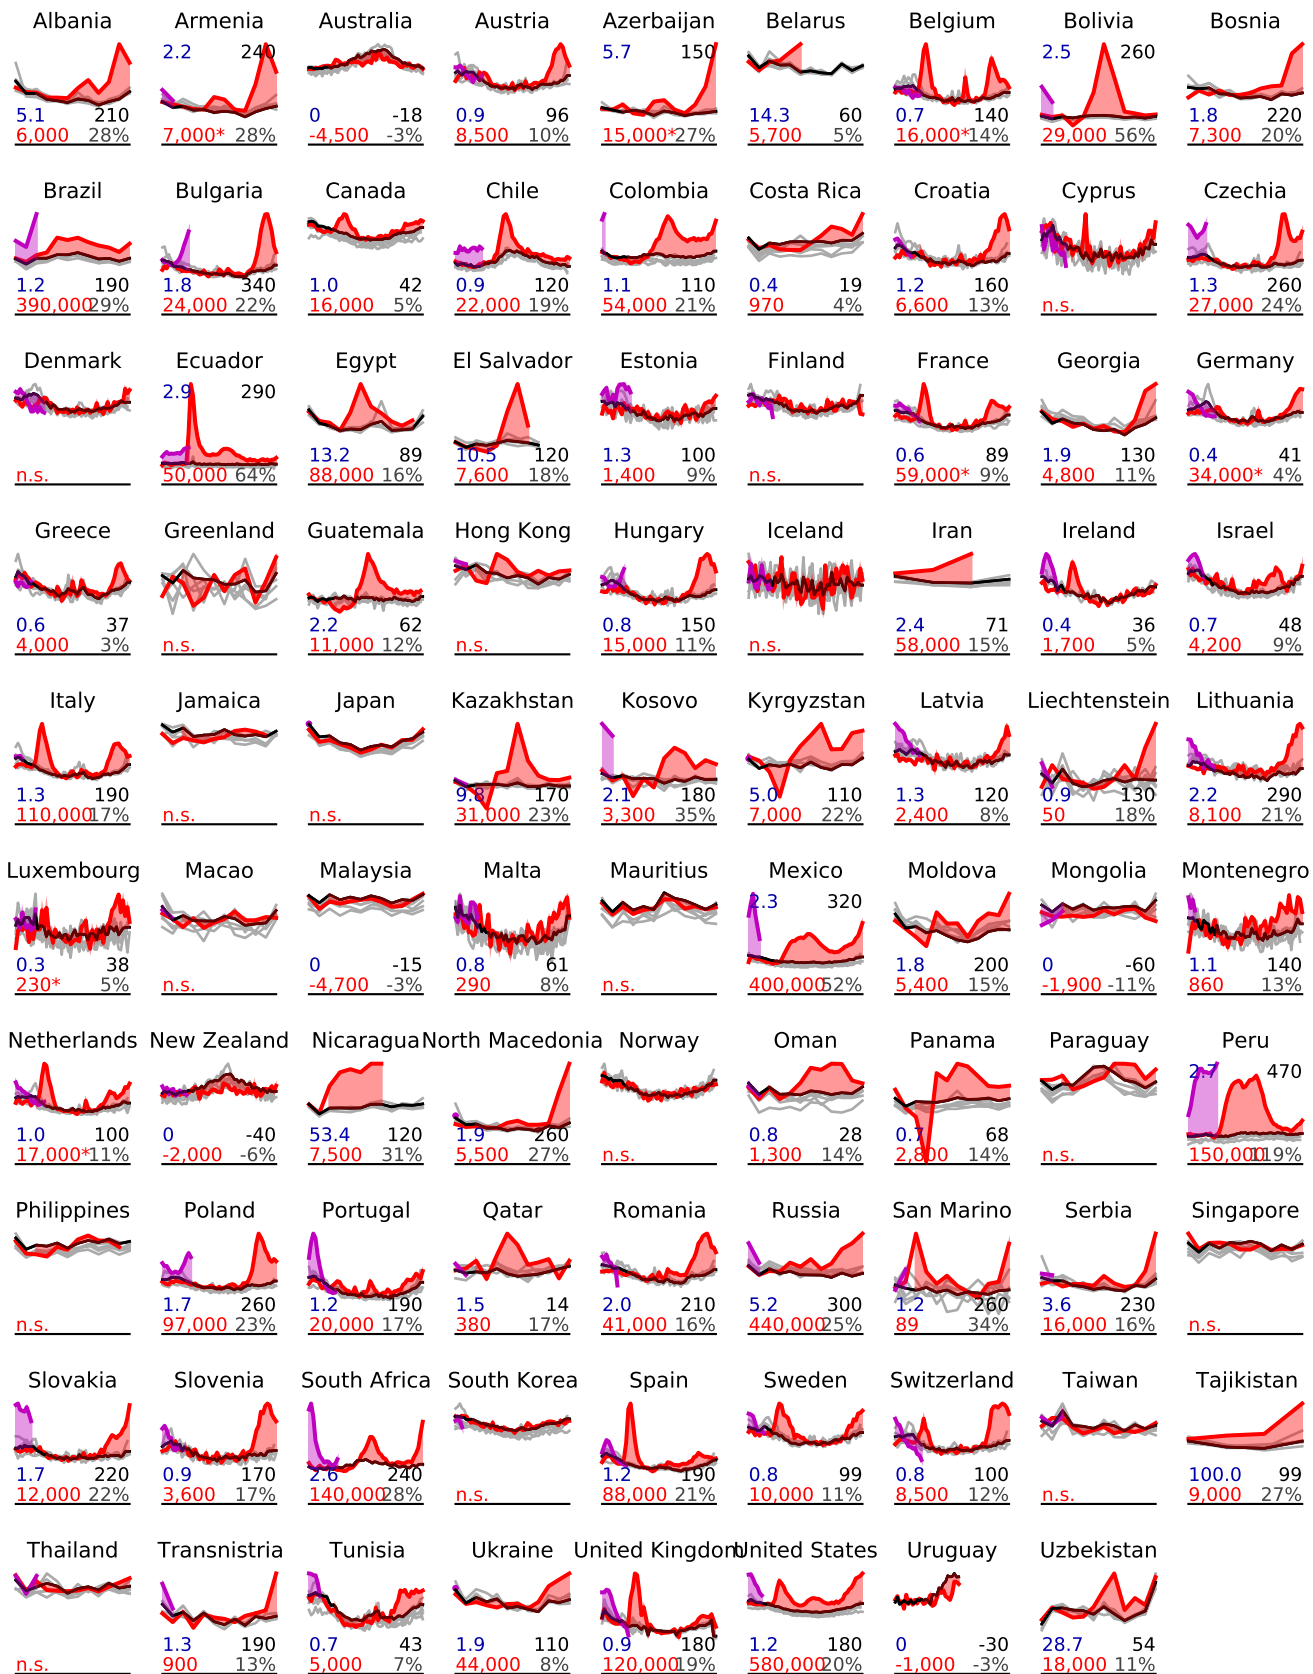 Albania Armenia Australia Austria Azerbaijan Belarus Belgium Bolivia Bosnia
2.2 240 5.7 150 2.5 260
5.1 210 0 -18 0.9 96 14.3 60 0.7 140 1.8 220
6,000 28% 7,000* 28% -4,500 -3% 8,500 10% 15,000* 27% 5,700 5% 16,000* 14% 29,000 56% 7,300 20%
Brazil Bulgaria Canada Chile Colombia Costa Rica Croatia Cyprus Czechia
1.2 190 1.8 340 1.0 42 0.9 120 1.1 110 0.4 19 1.2 160 1.3 260
390,000 29% 24,000 22% 16,000 5% 22,000 19% 54,000 21% 970 4% 6,600 13% n.s. 27,000 24%
Denmark Ecuador Egypt El Salvador Estonia Finland France Georgia Germany
2.9 290
13.2 89 10.5 120 1.3 100 0.6 89 1.9 130 0.4 41
n.s. 50,000 64% 88,000 16% 7,600 18% 1,400 9% n.s. 59,000* 9% 4,800 11% 34,000* 4%
Greece Greenland Guatemala Hong Kong Hungary Iceland Iran Ireland Israel
0.6 37 2.2 62 0.8 150 2.4 71 0.4 36 0.7 48
4,000 3% n.s. 11,000 12% n.s. 15,000 11% n.s. 58,000 15% 1,700 5% 4,200 9%
Italy Jamaica Japan Kazakhstan Kosovo Kyrgyzstan Latvia Liechtenstein Lithuania
1.3 190 9.8 170 2.1 180 5.0 110 1.3 120 0.9 130 2.2 290
110,000 17% n.s. n.s. 31,000 23% 3,300 35% 7,000 22% 2,400 8% 50 18% 8,100 21%
Luxembourg Macao Malaysia Malta Mauritius Mexico Moldova Mongolia Montenegro
2.3 320
0.3 38 0 -15 0.8 61 1.8 200 0 -60 1.1 140
230* 5% n.s. -4,700 -3% 290 8% n.s. 400,000 52% 5,400 15% -1,900 -11% 860 13%
Netherlands New Zealand Nicaragua North Macedonia Norway Oman Panama Paraguay Peru
2.7 470
1.0 100 0 -40 53.4 120 1.9 260 0.8 28 0.7 68
17,000* 11% -2,000 -6% 7,500 31% 5,500 27% n.s. 1,300 14% 2,800 14% n.s. 150,000 119%
Philippines Poland Portugal Qatar Romania Russia San Marino Serbia Singapore
1.7 260 1.2 190 1.5 14 2.0 210 5.2 300 1.2 260 3.6 230
n.s. 97,000 23% 20,000 17% 380 17% 41,000 16% 440,000 25% 89 34% 16,000 16% n.s.
Slovakia Slovenia South Africa South Korea Spain Sweden Switzerland Taiwan Tajikistan
1.7 220 0.9 170 2.6 240 1.2 190 0.8 99 0.8 100 100.0 99
12,000 22% 3,600 17% 140,000 28% n.s. 88,000 21% 10,000 11% 8,500 12% n.s. 9,000 27%
Thailand Transnistria Tunisia Ukraine United Kingdom United States Uruguay Uzbekistan
1.3 190 0.7 43 1.9 110 0.9 180 1.2 180 0 -30 28.7 54
n.s. 900 13% 5,000 7% 44,000 8% 120,000 19% 580,000 20% -1,000 -3% 18,000 11%